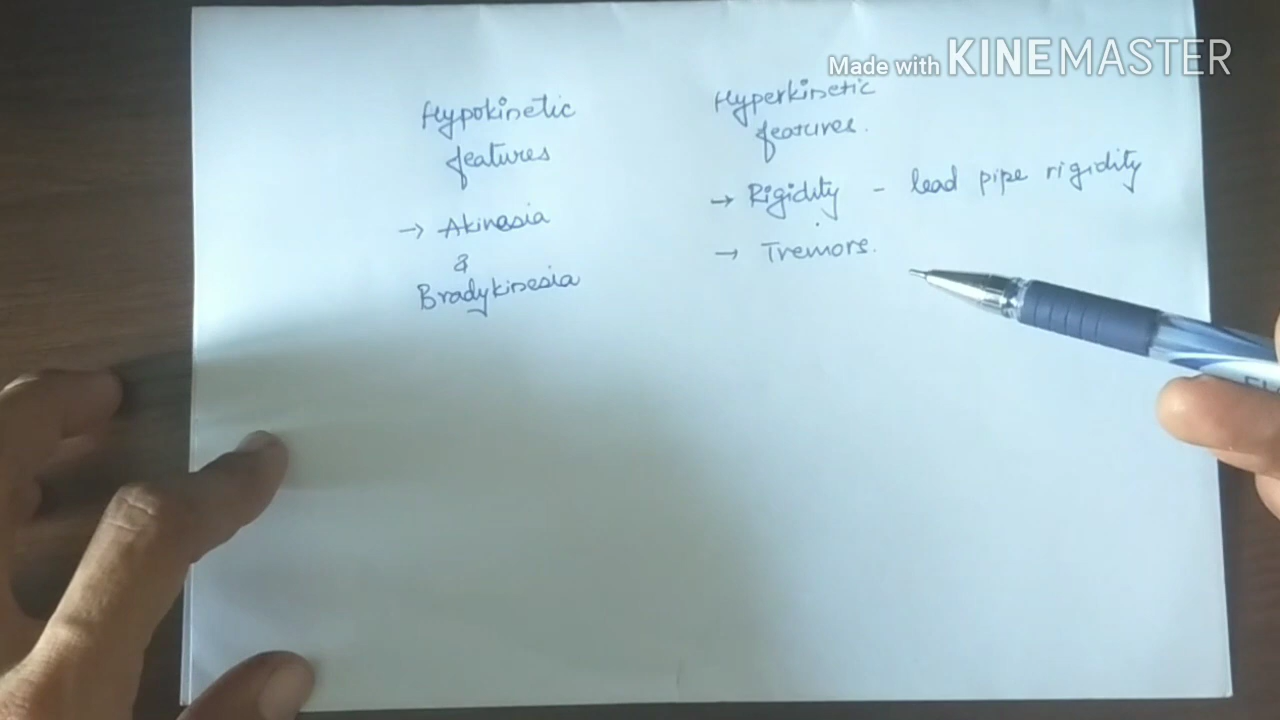 Made with KINEMASTER
Hypokinetic
features
→ Akinesia
&
Bradykinesia
Hyperkinetic
features.
→ Rigidity - lead pipe rigidity
→ Tremors.